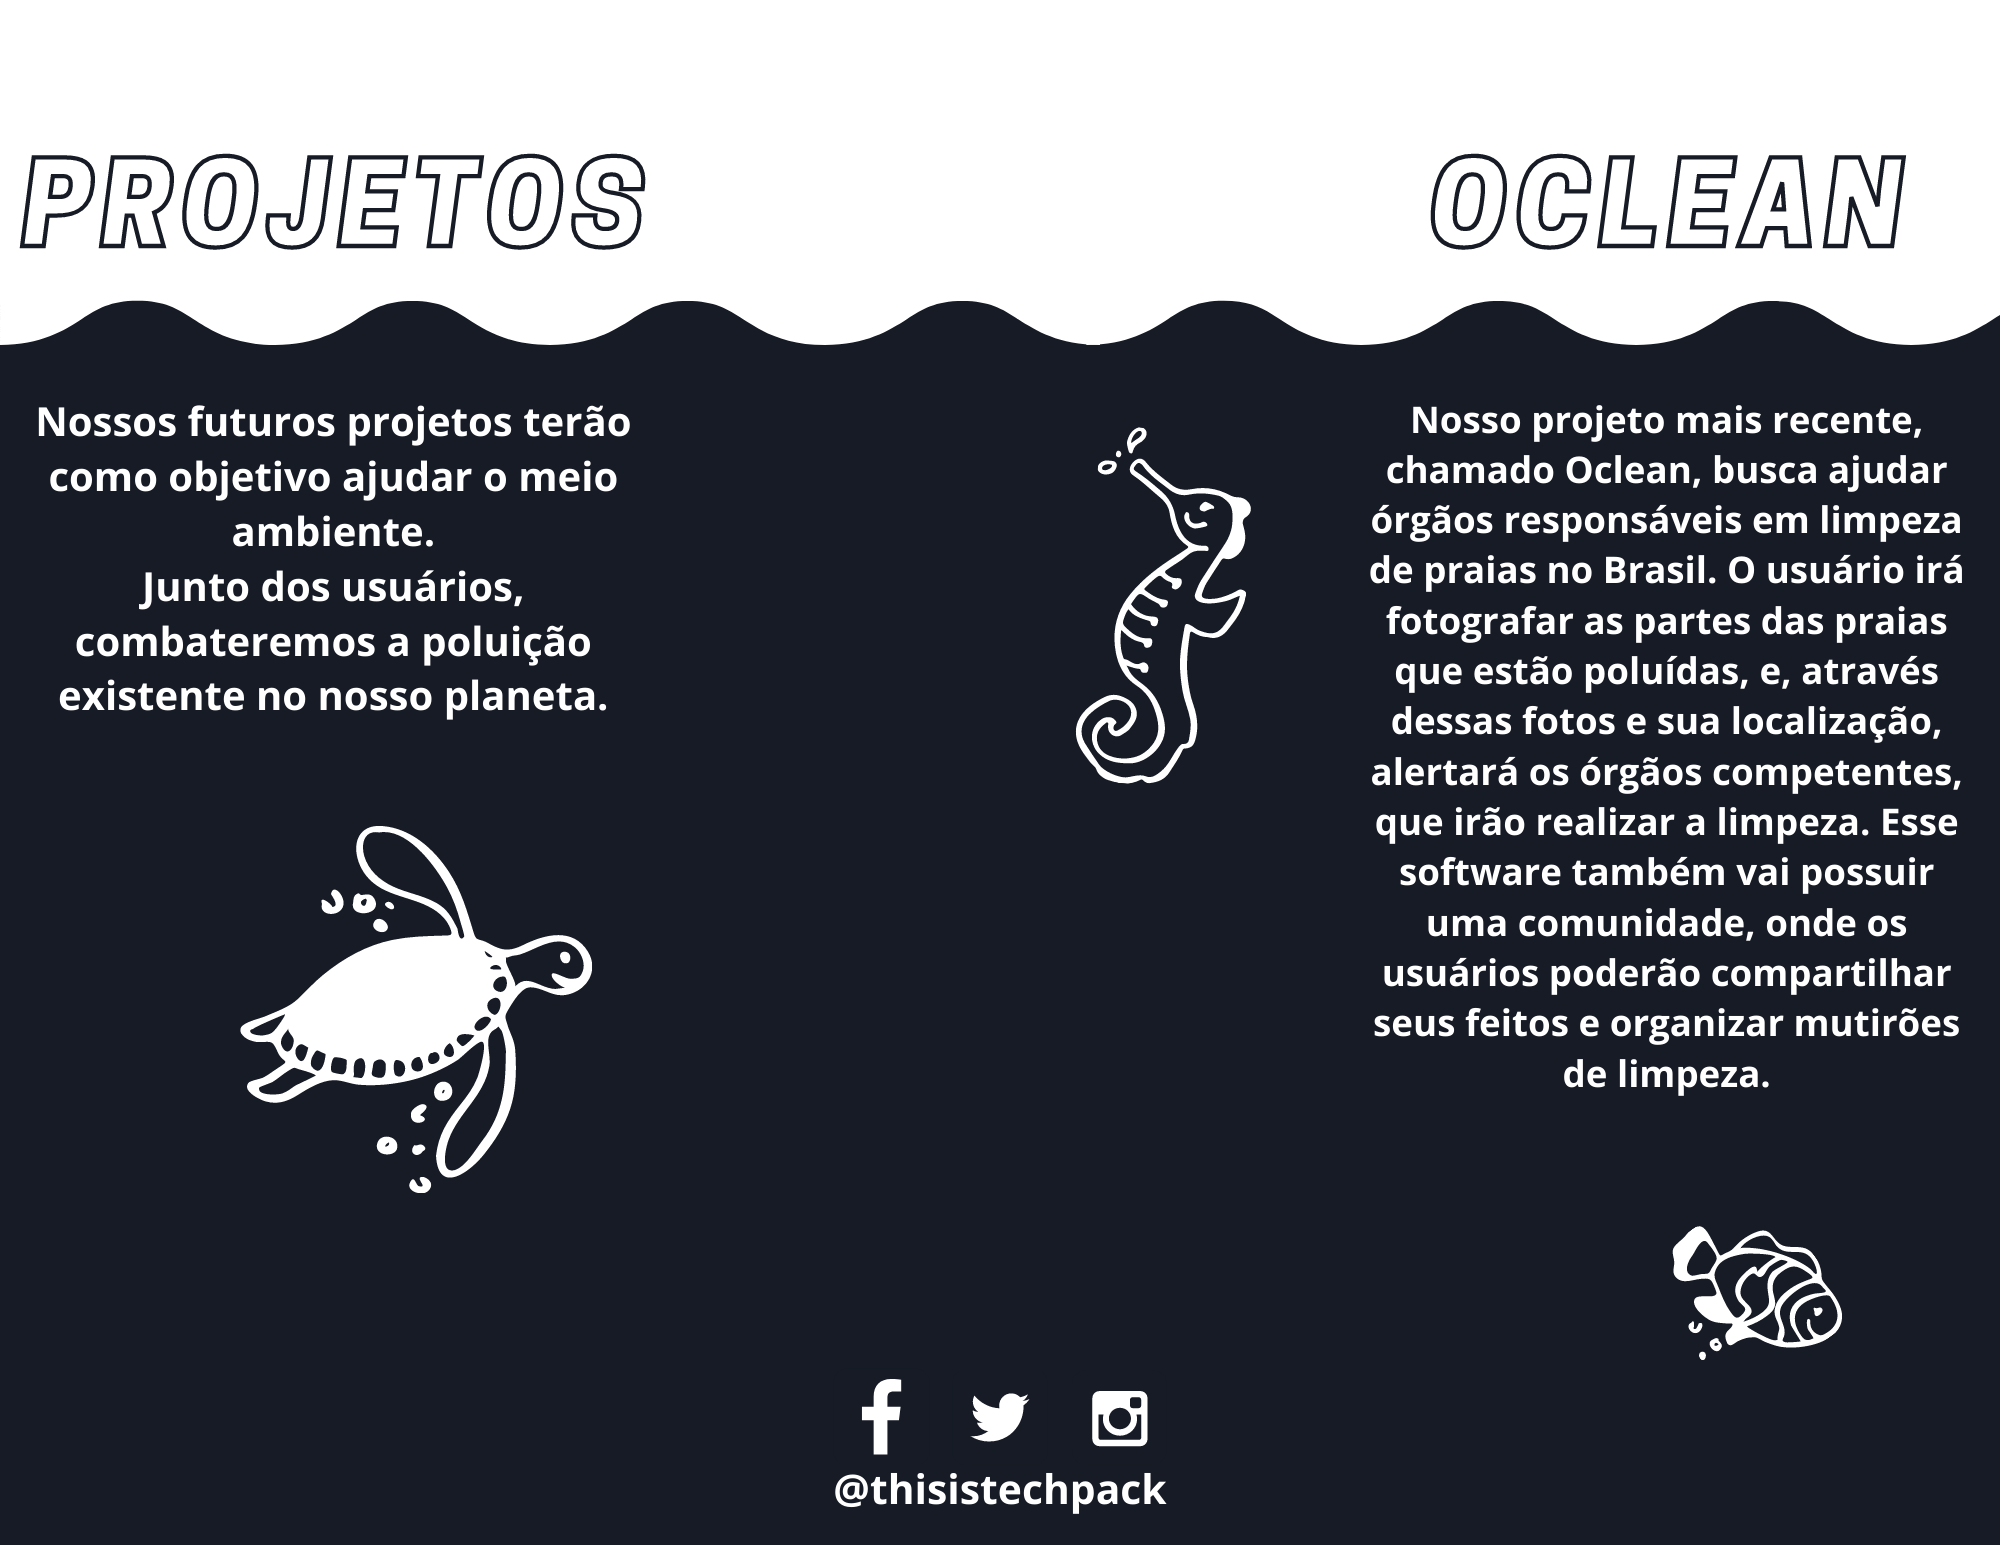 PROJETOS
Nossos futuros projetos terão
como objetivo ajudar o meio
ambiente.
Junto dos usuários,
combateremos a poluição
existente no nosso planeta.
@thisistechpack
OCLEAN
Nosso projeto mais recente,
chamado Oclean, busca ajudar
órgãos responsáveis em limpeza
de praias no Brasil. O usuário irá
fotografar as partes das praias
que estão poluídas, e, através
dessas fotos e sua localização,
alertará os órgãos competentes,
que irão realizar a limpeza. Esse
software também vai possuir
uma comunidade, onde os
usuários poderão compartilhar
seus feitos e organizar mutirões
de limpeza.